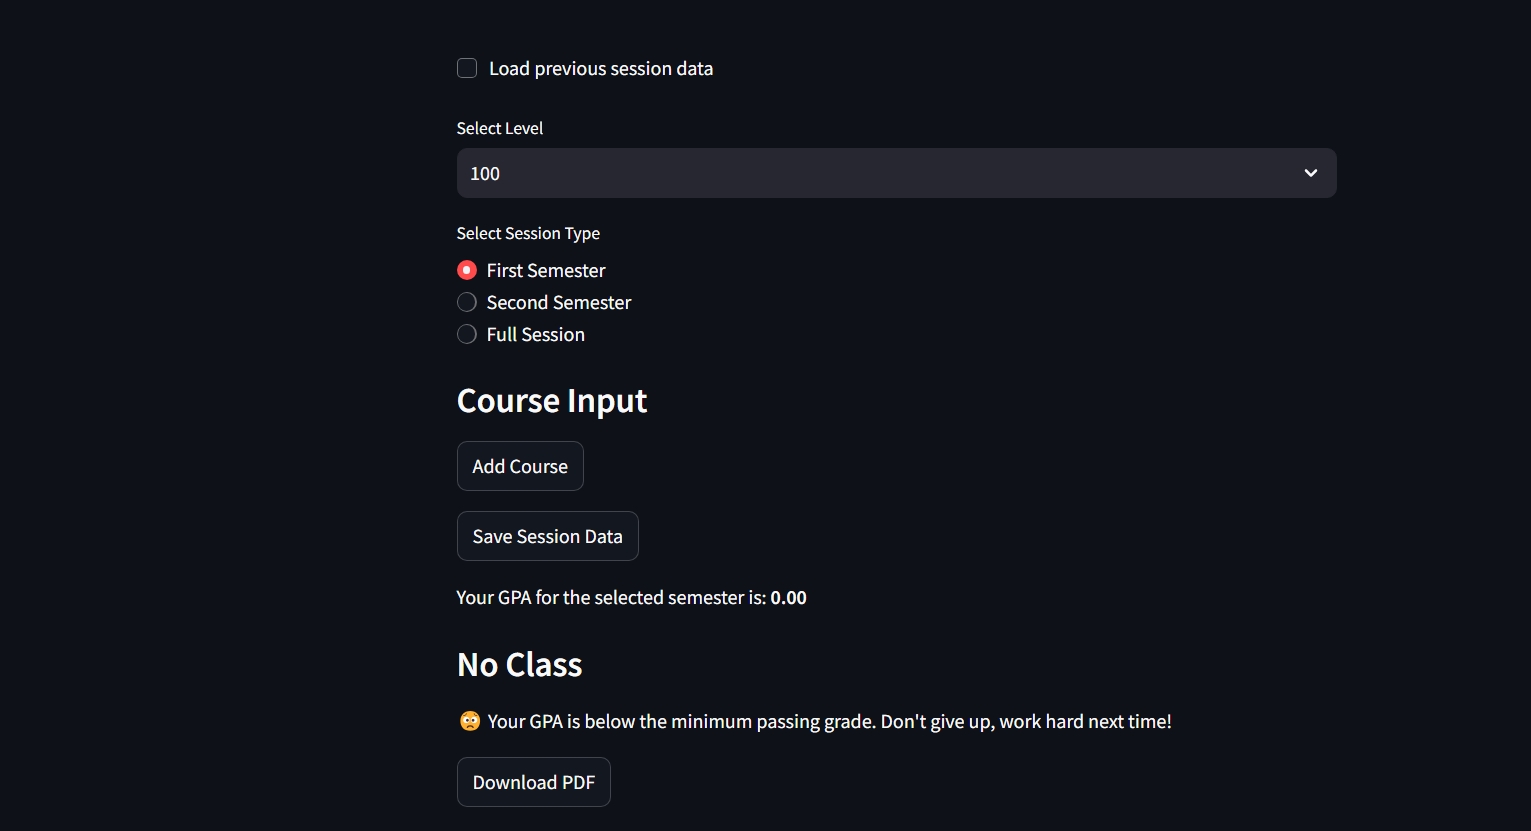 Load previous session data
Select Level
100
Select Session Type
First Semester
Second Semester
Full Session
Course Input
Add Course
Save Session Data
Your GPA for the selected semester is: 0.00
No Class
😳 Your GPA is below the minimum passing grade. Don't give up, work hard next time!
Download PDF